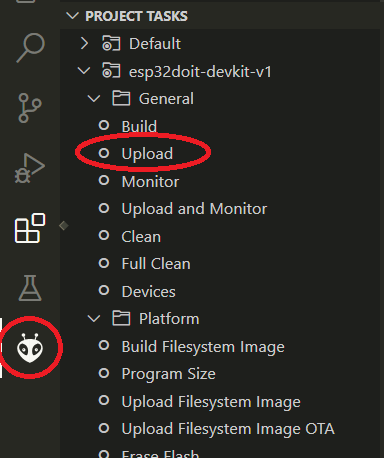 PROJECT TASKS
Default
esp32doit-devkit-v1
General
Build
Upload
Monitor
Upload and Monitor
Clean
Full Clean
Devices
Platform
Build Filesystem Image
Program Size
Upload Filesystem Image
Upload Filesystem Image OTA
Erase Flash